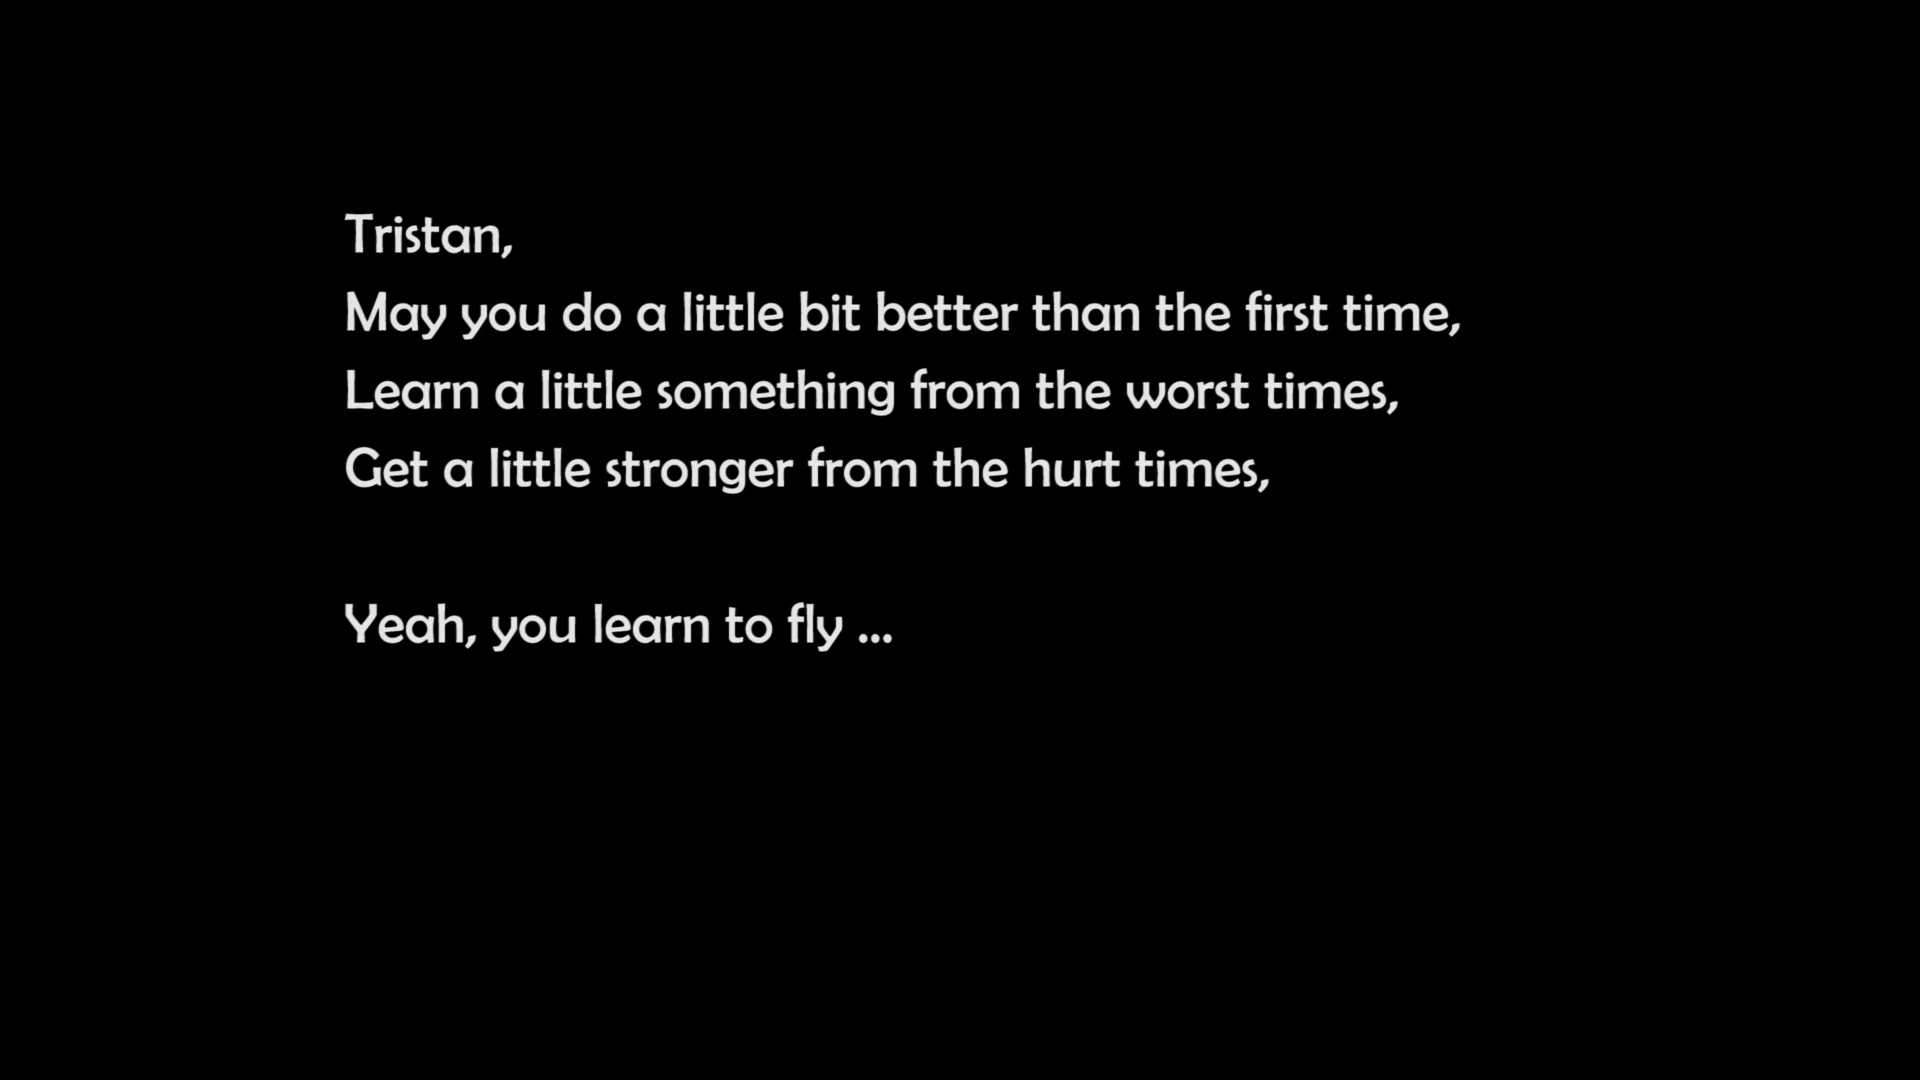 Tristan,
May you do a little bit better than the first time,
Learn a little something from the worst times,
Get a little stronger from the hurt times,
Yeah, you learn to fly ...